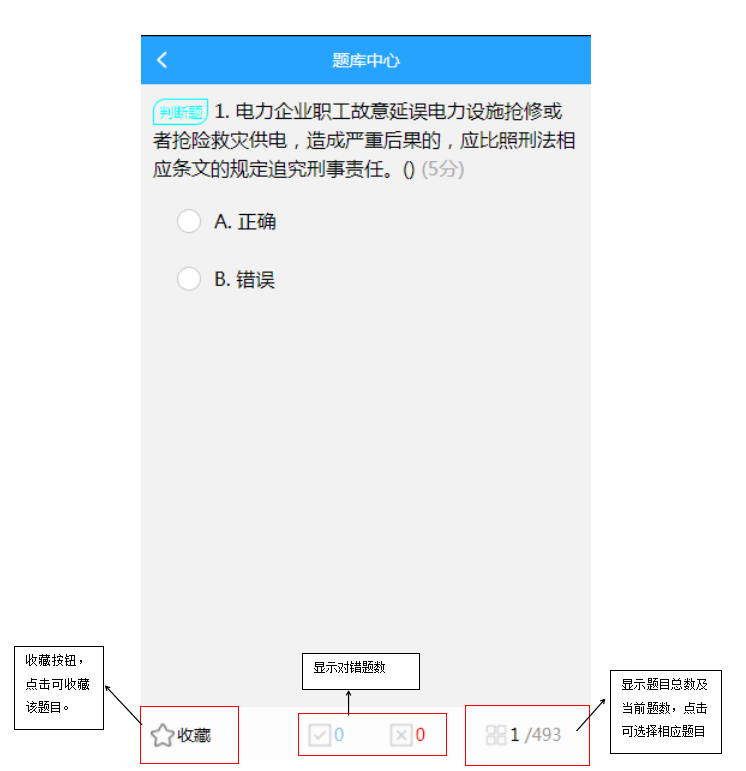 题库中心
判断题 1. 电力企业职工故意延误电力设施抢修或
者抢险救灾供电，造成严重后果的，应比照刑法相
应条文的规定追究刑事责任。() (5分)
A. 正确
B. 错误
收藏按钮，
点击可收藏
该题目。
显示对错题数
显示题目总数及
当前题数，点击
可选择相应题目
收藏
0
0
1 /493